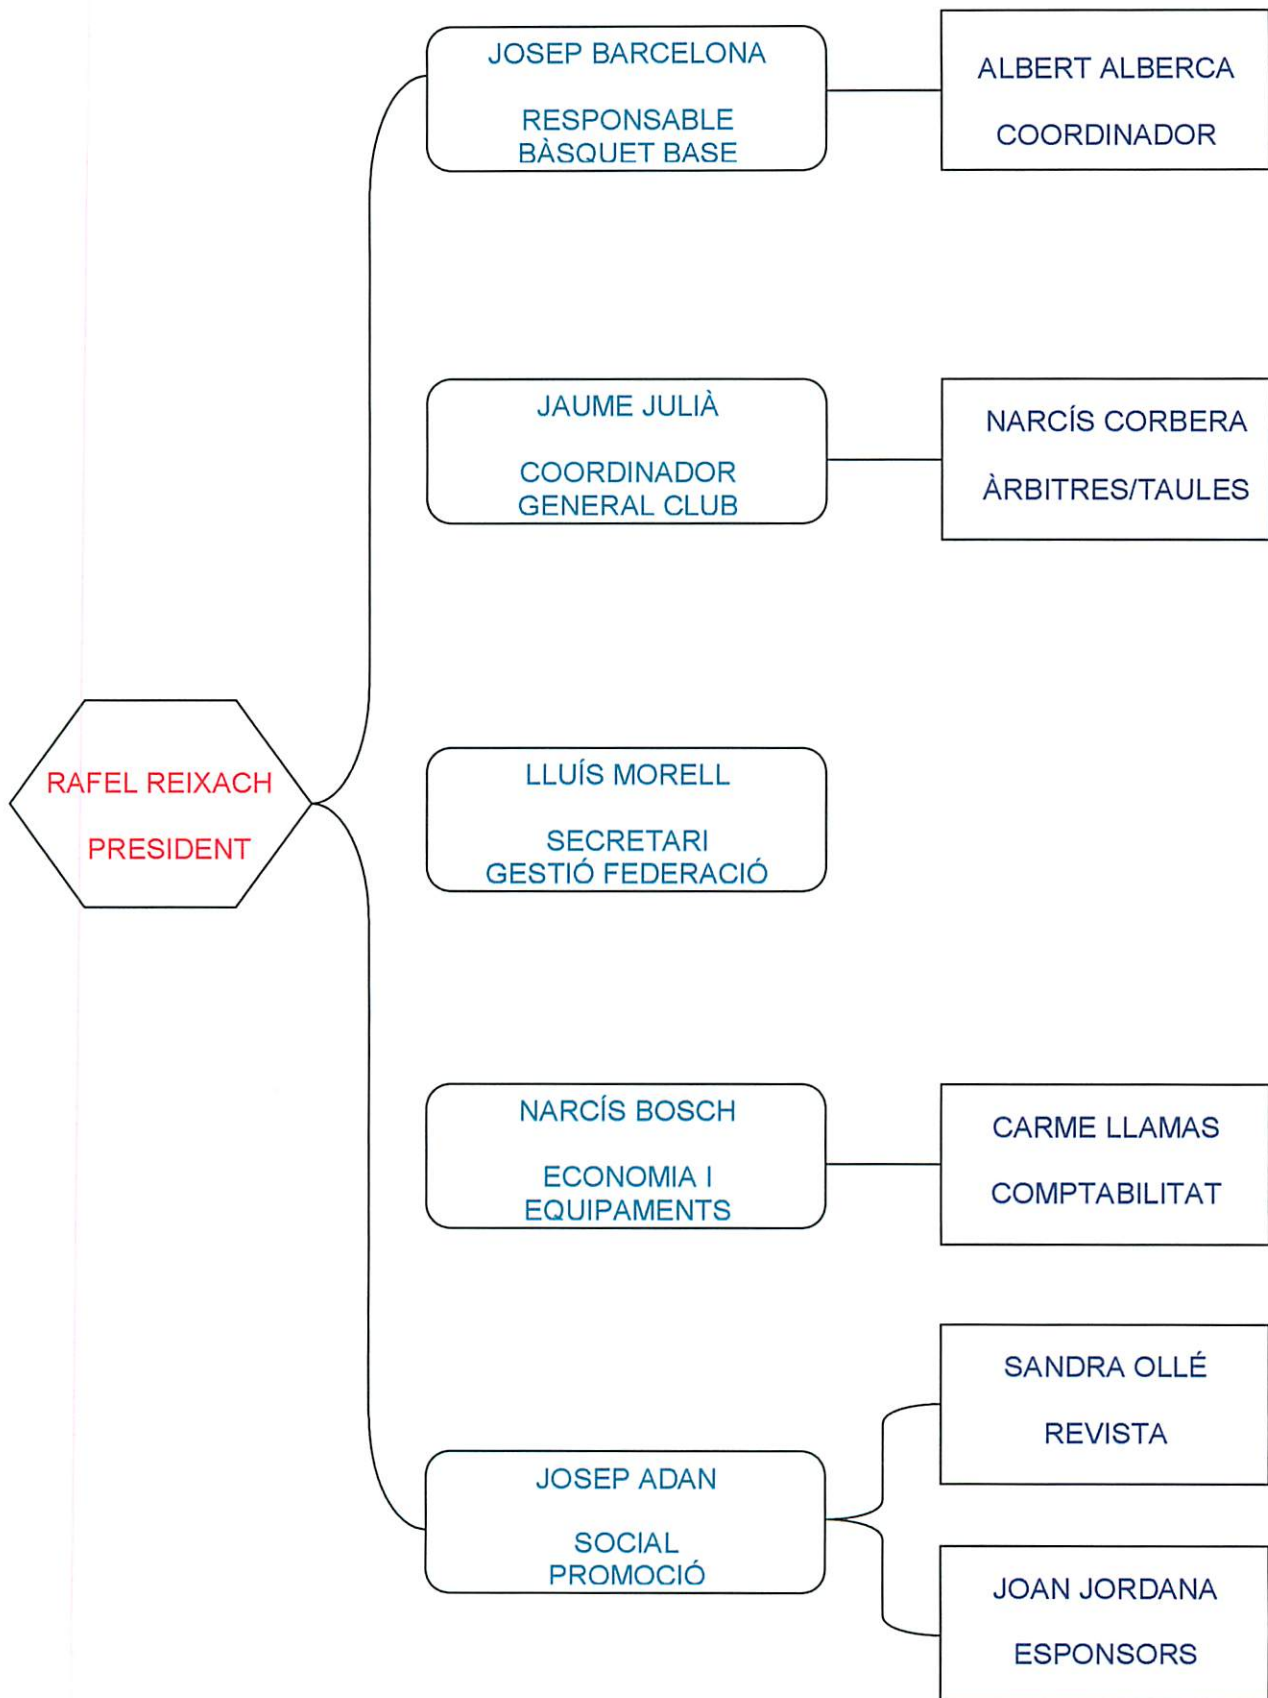 JOSEP BARCELONA
RESPONSABLE
BÀSQUET BASE
ALBERT ALBERCA
COORDINADOR
JAUME JULIÀ
COORDINADOR
GENERAL CLUB
NARCÍS CORBERA
ÀRBITRES/TAULES
RAFEL REIXACH
PRESIDENT
LLUÍS MORELL
SECRETARI
GESTIÓ FEDERACIÓ
NARCÍS BOSCH
ECONOMIA I
EQUIPAMENTS
CARME LLAMAS
COMPTABILITAT
JOSEP ADAN
SOCIAL
PROMOCIÓ
SANDRA OLLÉ
REVISTA
JOAN JORDANA
ESPONSORS